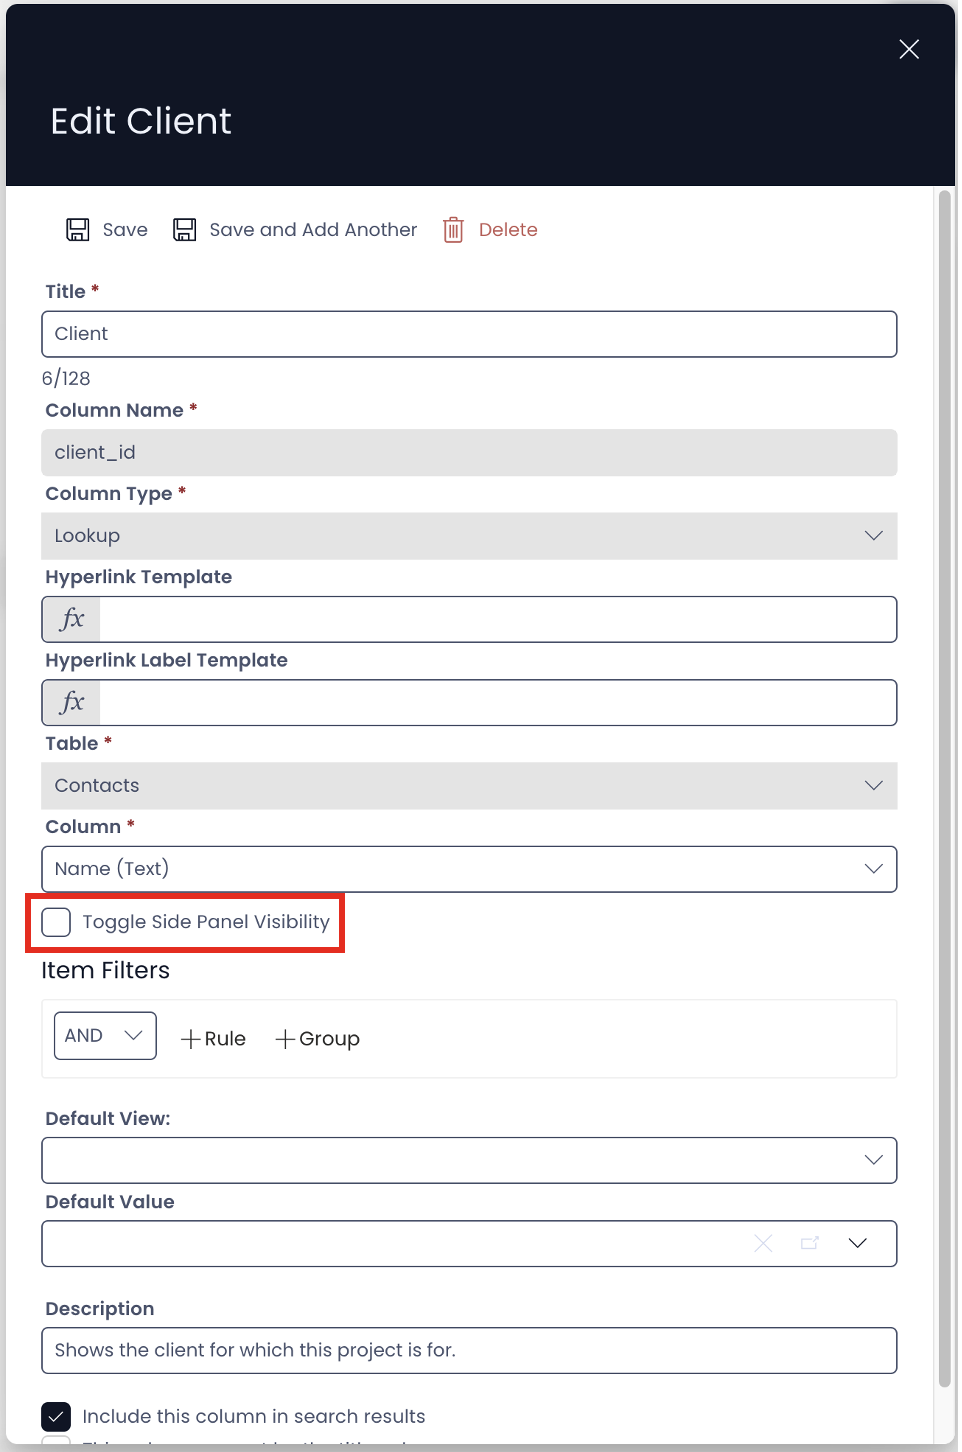 Edit Client
Save Save and Add Another Delete
Title *
Client
6/128
Column Name *
client_id
Column Type *
Lookup
Hyperlink Template
fx
Hyperlink Label Template
fx
Table *
Contacts
Column *
Name (Text)
Toggle Side Panel Visibility
Item Filters
AND +Rule +Group
Default View:
Default Value
Description
Shows the client for which this project is for.
Include this column in search results